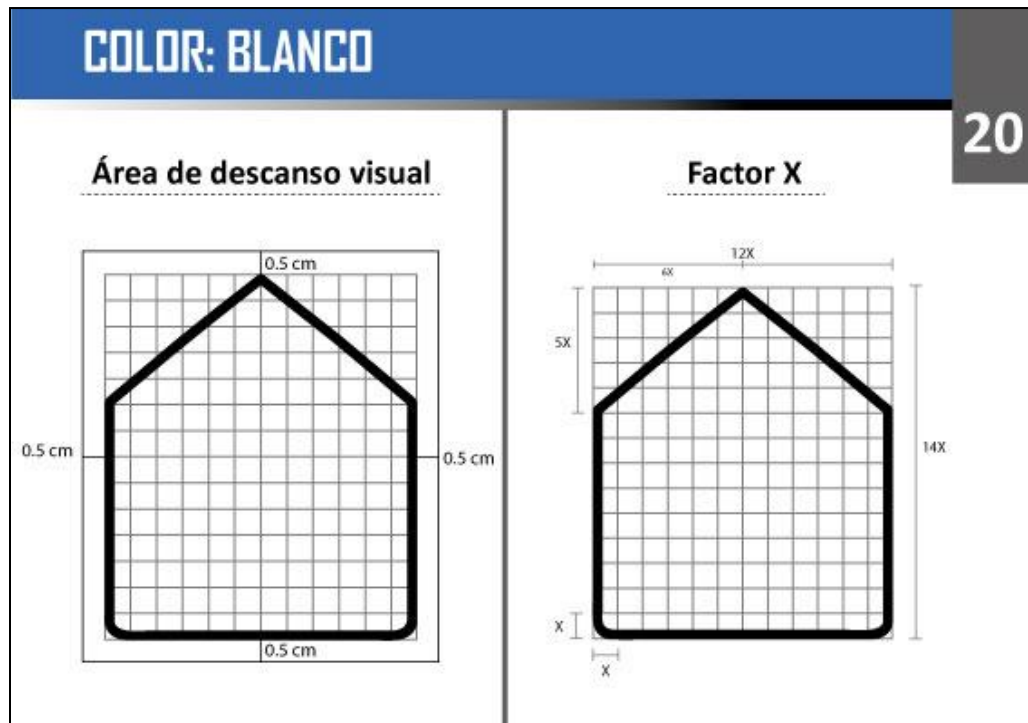 COLOR: BLANCO
20
Área de descanso visual
0.5 cm
0.5 cm
0.5 cm
0.5 cm
Factor X
12X
6X
5X
14X
X
X